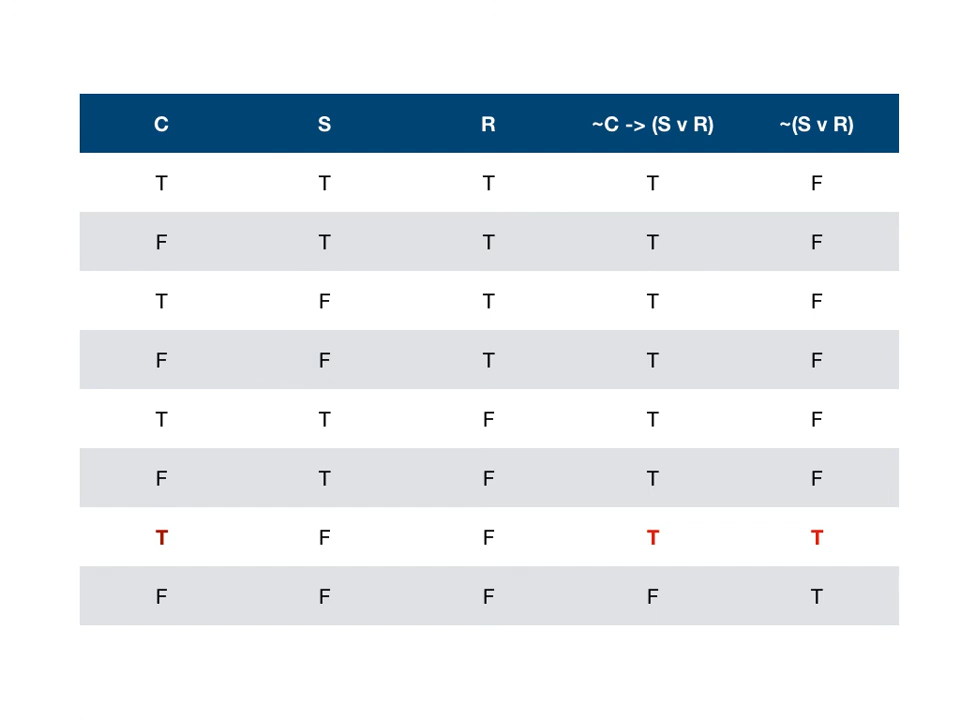 C S R ~C -> (S v R) ~(S v R)
T T T T F
F T T T F
T F T T F
F F T T F
T T F T F
F T F T F
T F F T T
F F F F T